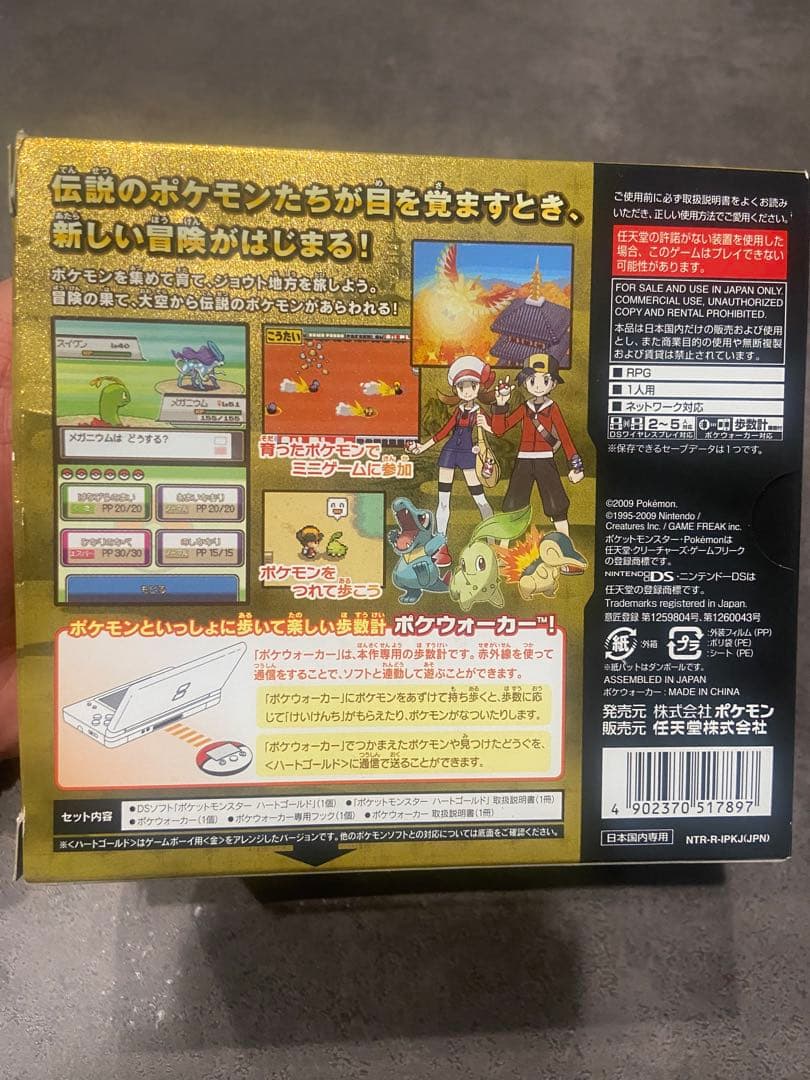 伝説のポケモンたちが目を覚ますとき、
新しい冒険がはじまる!
ポケモンを集めて育て、ジョウト地方を旅しよう。
冒険の果て、大空から伝説のポケモンがあらわれる!
スイクン Lv40
メガニウム ♀Lv51
155/155
メガニウムは どうする?
PP 20/20
PP 20/20
エスパー PP 30/30
ノーマル PP 15/15
もどる
こうたい
育ったポケモンで
ミニゲームに参加
ポケモンを
つれて歩こう
ポケモンといっしょに歩いて楽しい歩数計 ポケウォーカー™!
「ポケウォーカー」は、本作専用の歩数計です。赤外線を使って
通信をすることで、ソフトと連動して遊ぶことができます。
「ポケウォーカー」にポケモンをあずけて持ち歩くと、歩数に応
じて「けいけんち」がもらえたり、ポケモンがなついたりします。
「ポケウォーカー」でつかまえたポケモンや見つけたどうぐを、
<ハートゴールド>に通信で送ることができます。
セット内容
●DSソフト「ポケットモンスター ハートゴールド」(1個) ●「ポケットモンスター ハートゴールド」取扱説明書(1冊)
●ポケウォーカー(1個) ●ポケウォーカー専用フック(1個) ●ポケウォーカー 取扱説明書(1冊)
※<ハートゴールド>はゲームボーイ用<金>をアレンジしたバージョンです。他のポケモンソフトとの対応については底面をご確認ください。
ご使用前に必ず取扱説明書をよくお読み
いただき、正しい使用方法でご愛用ください。
任天堂の許諾がない装置を使用した
場合、このゲームはプレイできない
可能性があります。
FOR SALE AND USE IN JAPAN ONLY.
COMMERCIAL USE, UNAUTHORIZED
COPY AND RENTAL PROHIBITED.
本品は日本国内だけの販売および使用
とし、また商業目的の使用や無断複製
および賃貸は禁止されています。
■RPG
■1人用
■ネットワーク対応
2~5人対応 歩数計
DSワイヤレスプレイ対応 ポケウォーカー対応
※保存できるセーブデータは1つです。
©2009 Pokémon.
©1995-2009 Nintendo /
Creatures Inc. / GAME FREAK inc.
ポケットモンスター・Pokémonは
任天堂・クリーチャーズ・ゲームフリーク
の登録商標です。
NINTENDO DS・ニンテンドーDSは
任天堂の登録商標です。
Trademarks registered in Japan.
意匠登録 第1259804号, 第1260043号
紙 :外箱 プラ :外装フィルム (PP)
:ポリ袋 (PE)
:シート (PE)
※紙パットはダンボールです。
ASSEMBLED IN JAPAN
ポケウォーカー : MADE IN CHINA
発売元 株式会社ポケモン
販売元 任天堂株式会社
4 902370 517897
日本国内専用 NTR-R-IPKJ(JPN)